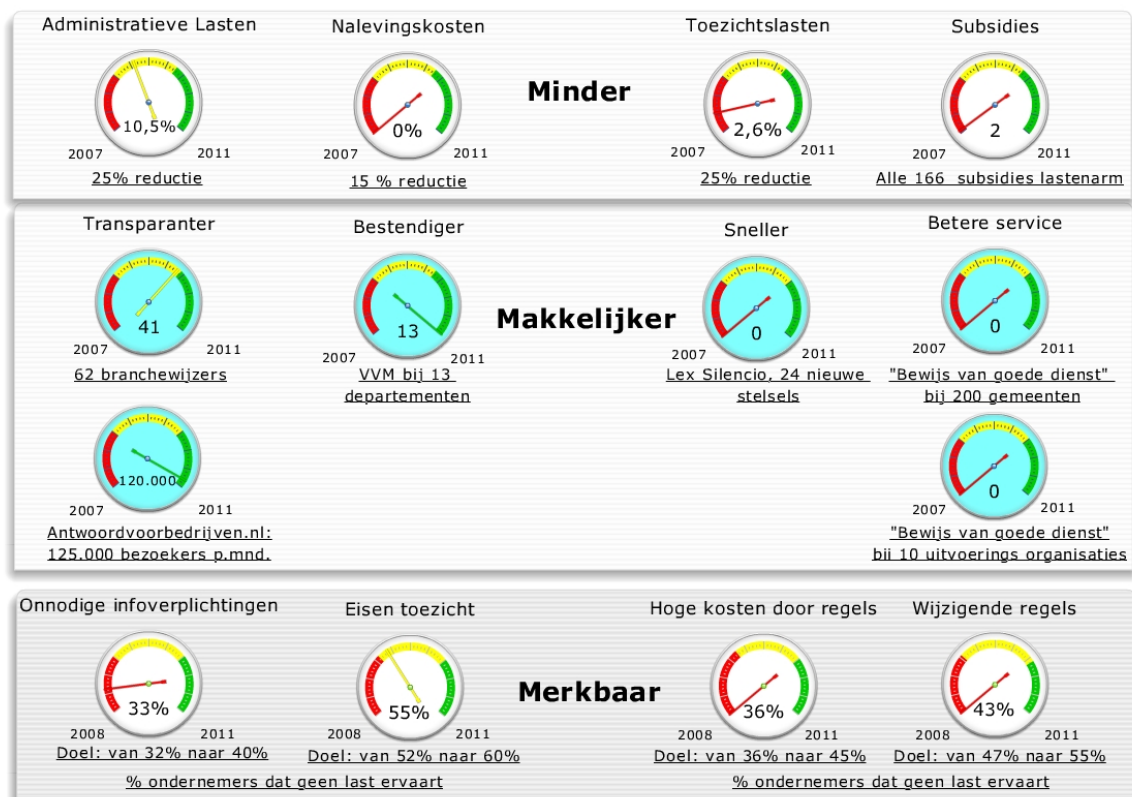 Administratieve Lasten
Nalevingskosten
Toezichtslasten
Subsidies
Minder
10,5%
0%
2,6%
2
2007 2011
2007 2011
2007 2011
2007 2011
25% reductie
15 % reductie
25% reductie
Alle 166 subsidies lastenarm
Transparanter
Bestendiger
Sneller
Betere service
Makkelijker
41
13
0
0
2007 2011
2007 2011
2007 2011
2007 2011
62 branchewijzers
VVM bij 13
departementen
Lex Silencio, 24 nieuwe
stelsels
"Bewijs van goede dienst"
bij 200 gemeenten
120.000
0
2007 2011
2007 2011
Antwoordvoorbedrijven.nl:
125.000 bezoekers p.mnd.
"Bewijs van goede dienst"
bij 10 uitvoerings organisaties
Onnodige infoverplichtingen
Eisen toezicht
Hoge kosten door regels
Wijzigende regels
Merkbaar
33%
55%
36%
43%
2008 2011
2008 2011
2008 2011
2008 2011
Doel: van 32% naar 40%
Doel: van 52% naar 60%
Doel: van 36% naar 45%
Doel: van 47% naar 55%
% ondernemers dat geen last ervaart
% ondernemers dat geen last ervaart